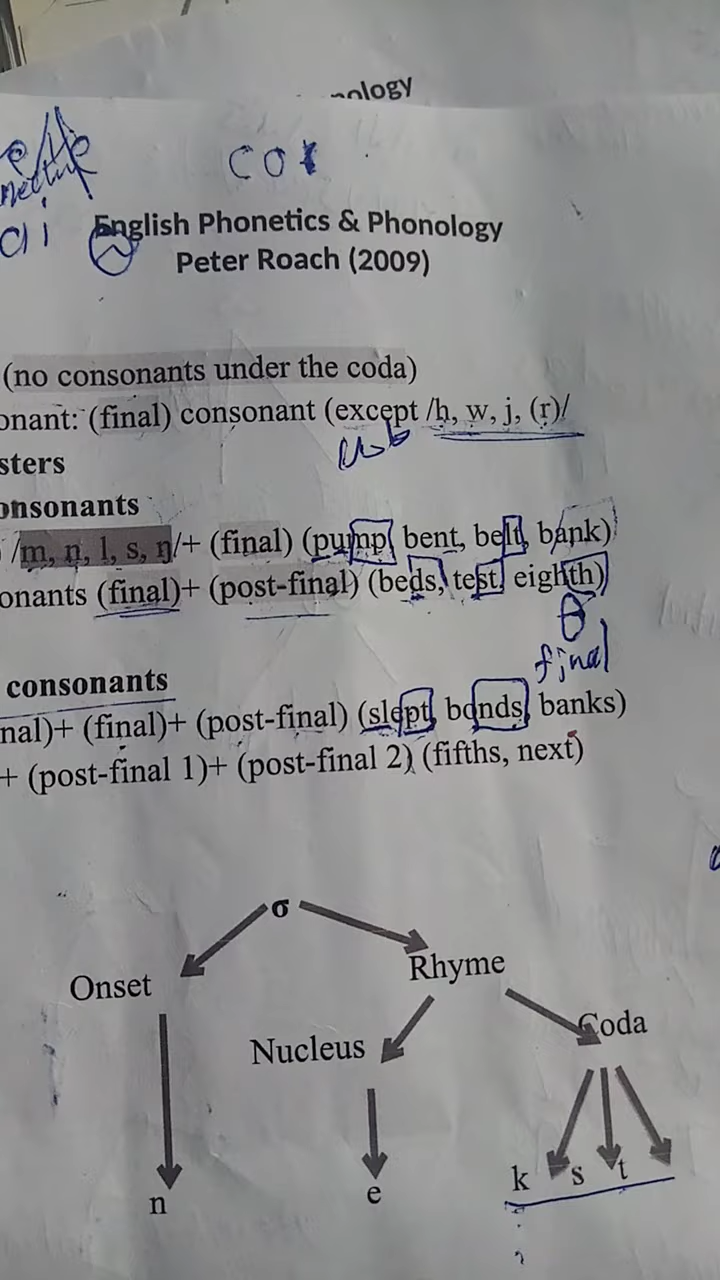 nology
cox
ai
English Phonetics & Phonology
Peter Roach (2009)
(no consonants under the coda)
onant: (final) consonant (except /h, w, j, (r)/
sters
onsonants
/m, n, l, s, ŋ/+ (final) (pump, bent, belt, bank)
onants (final)+ (post-final) (beds, test, eighth)
θ
final
consonants
nal)+ (final)+ (post-final) (slept, bonds, banks)
+ (post-final 1)+ (post-final 2) (fifths, next)
σ
Onset Rhyme
Nucleus Coda
k s t
n e